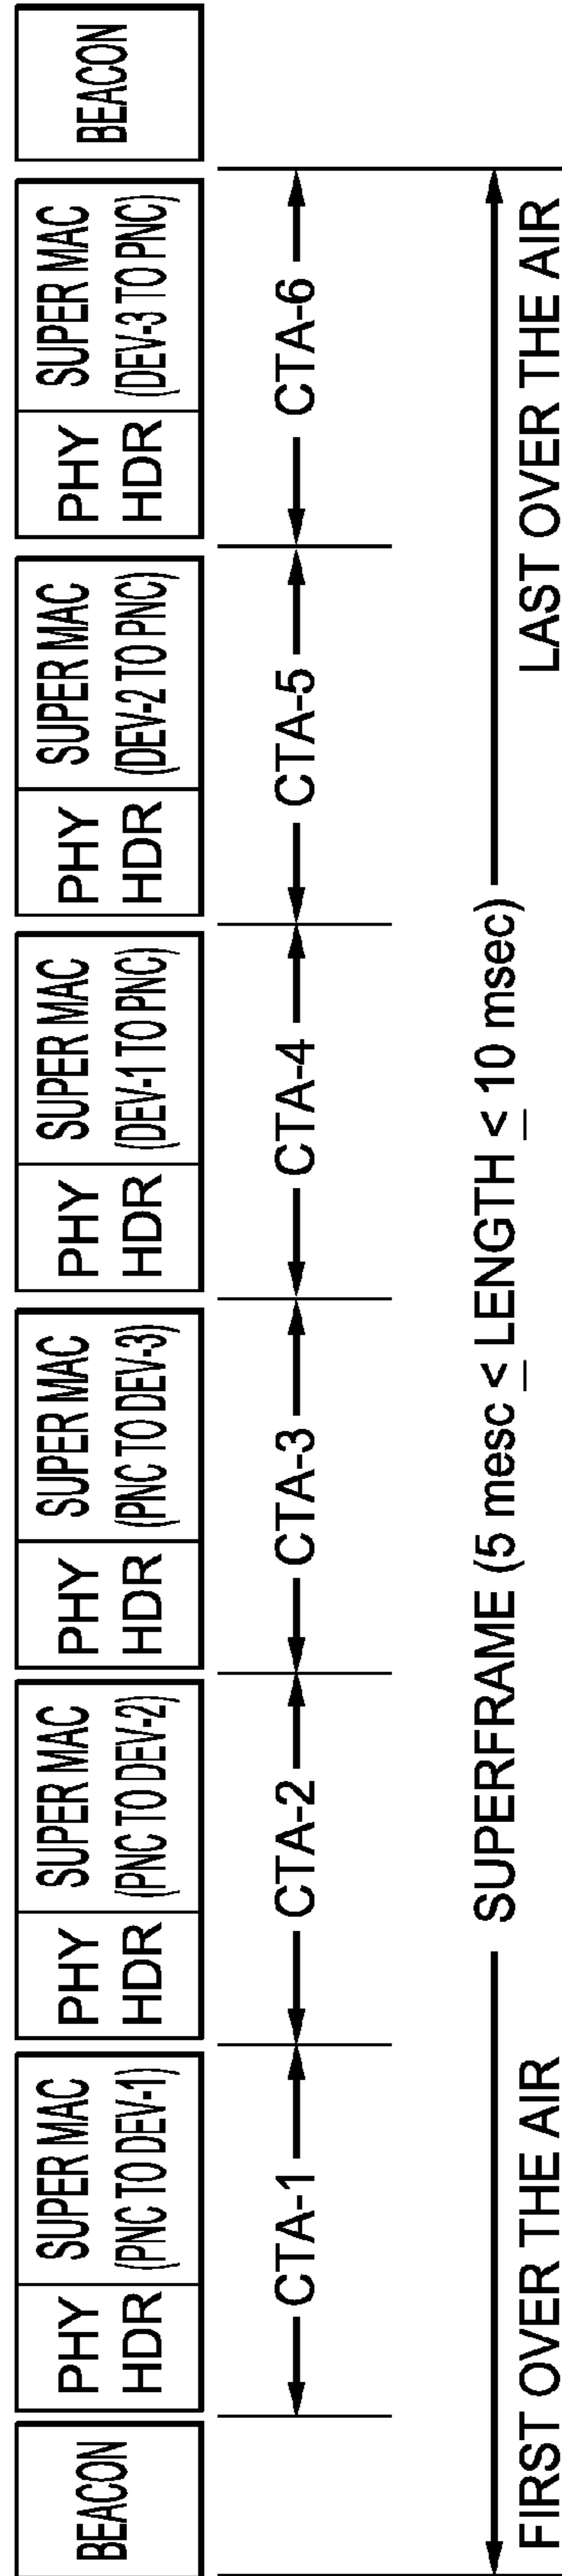 BEACON
PHY
HDR
SUPER MAC
(PNC TO DEV-1)
PHY
HDR
SUPER MAC
(PNC TO DEV-2)
PHY
HDR
SUPER MAC
(PNC TO DEV-3)
PHY
HDR
SUPER MAC
(DEV-1 TO PNC)
PHY
HDR
SUPER MAC
(DEV-2 TO PNC)
PHY
HDR
SUPER MAC
(DEV-3 TO PNC)
BEACON
CTA-1
CTA-2
CTA-3
CTA-4
CTA-5
CTA-6
SUPERFRAME (5 mesc ≤ LENGTH ≤ 10 msec)
FIRST OVER THE AIR
LAST OVER THE AIR